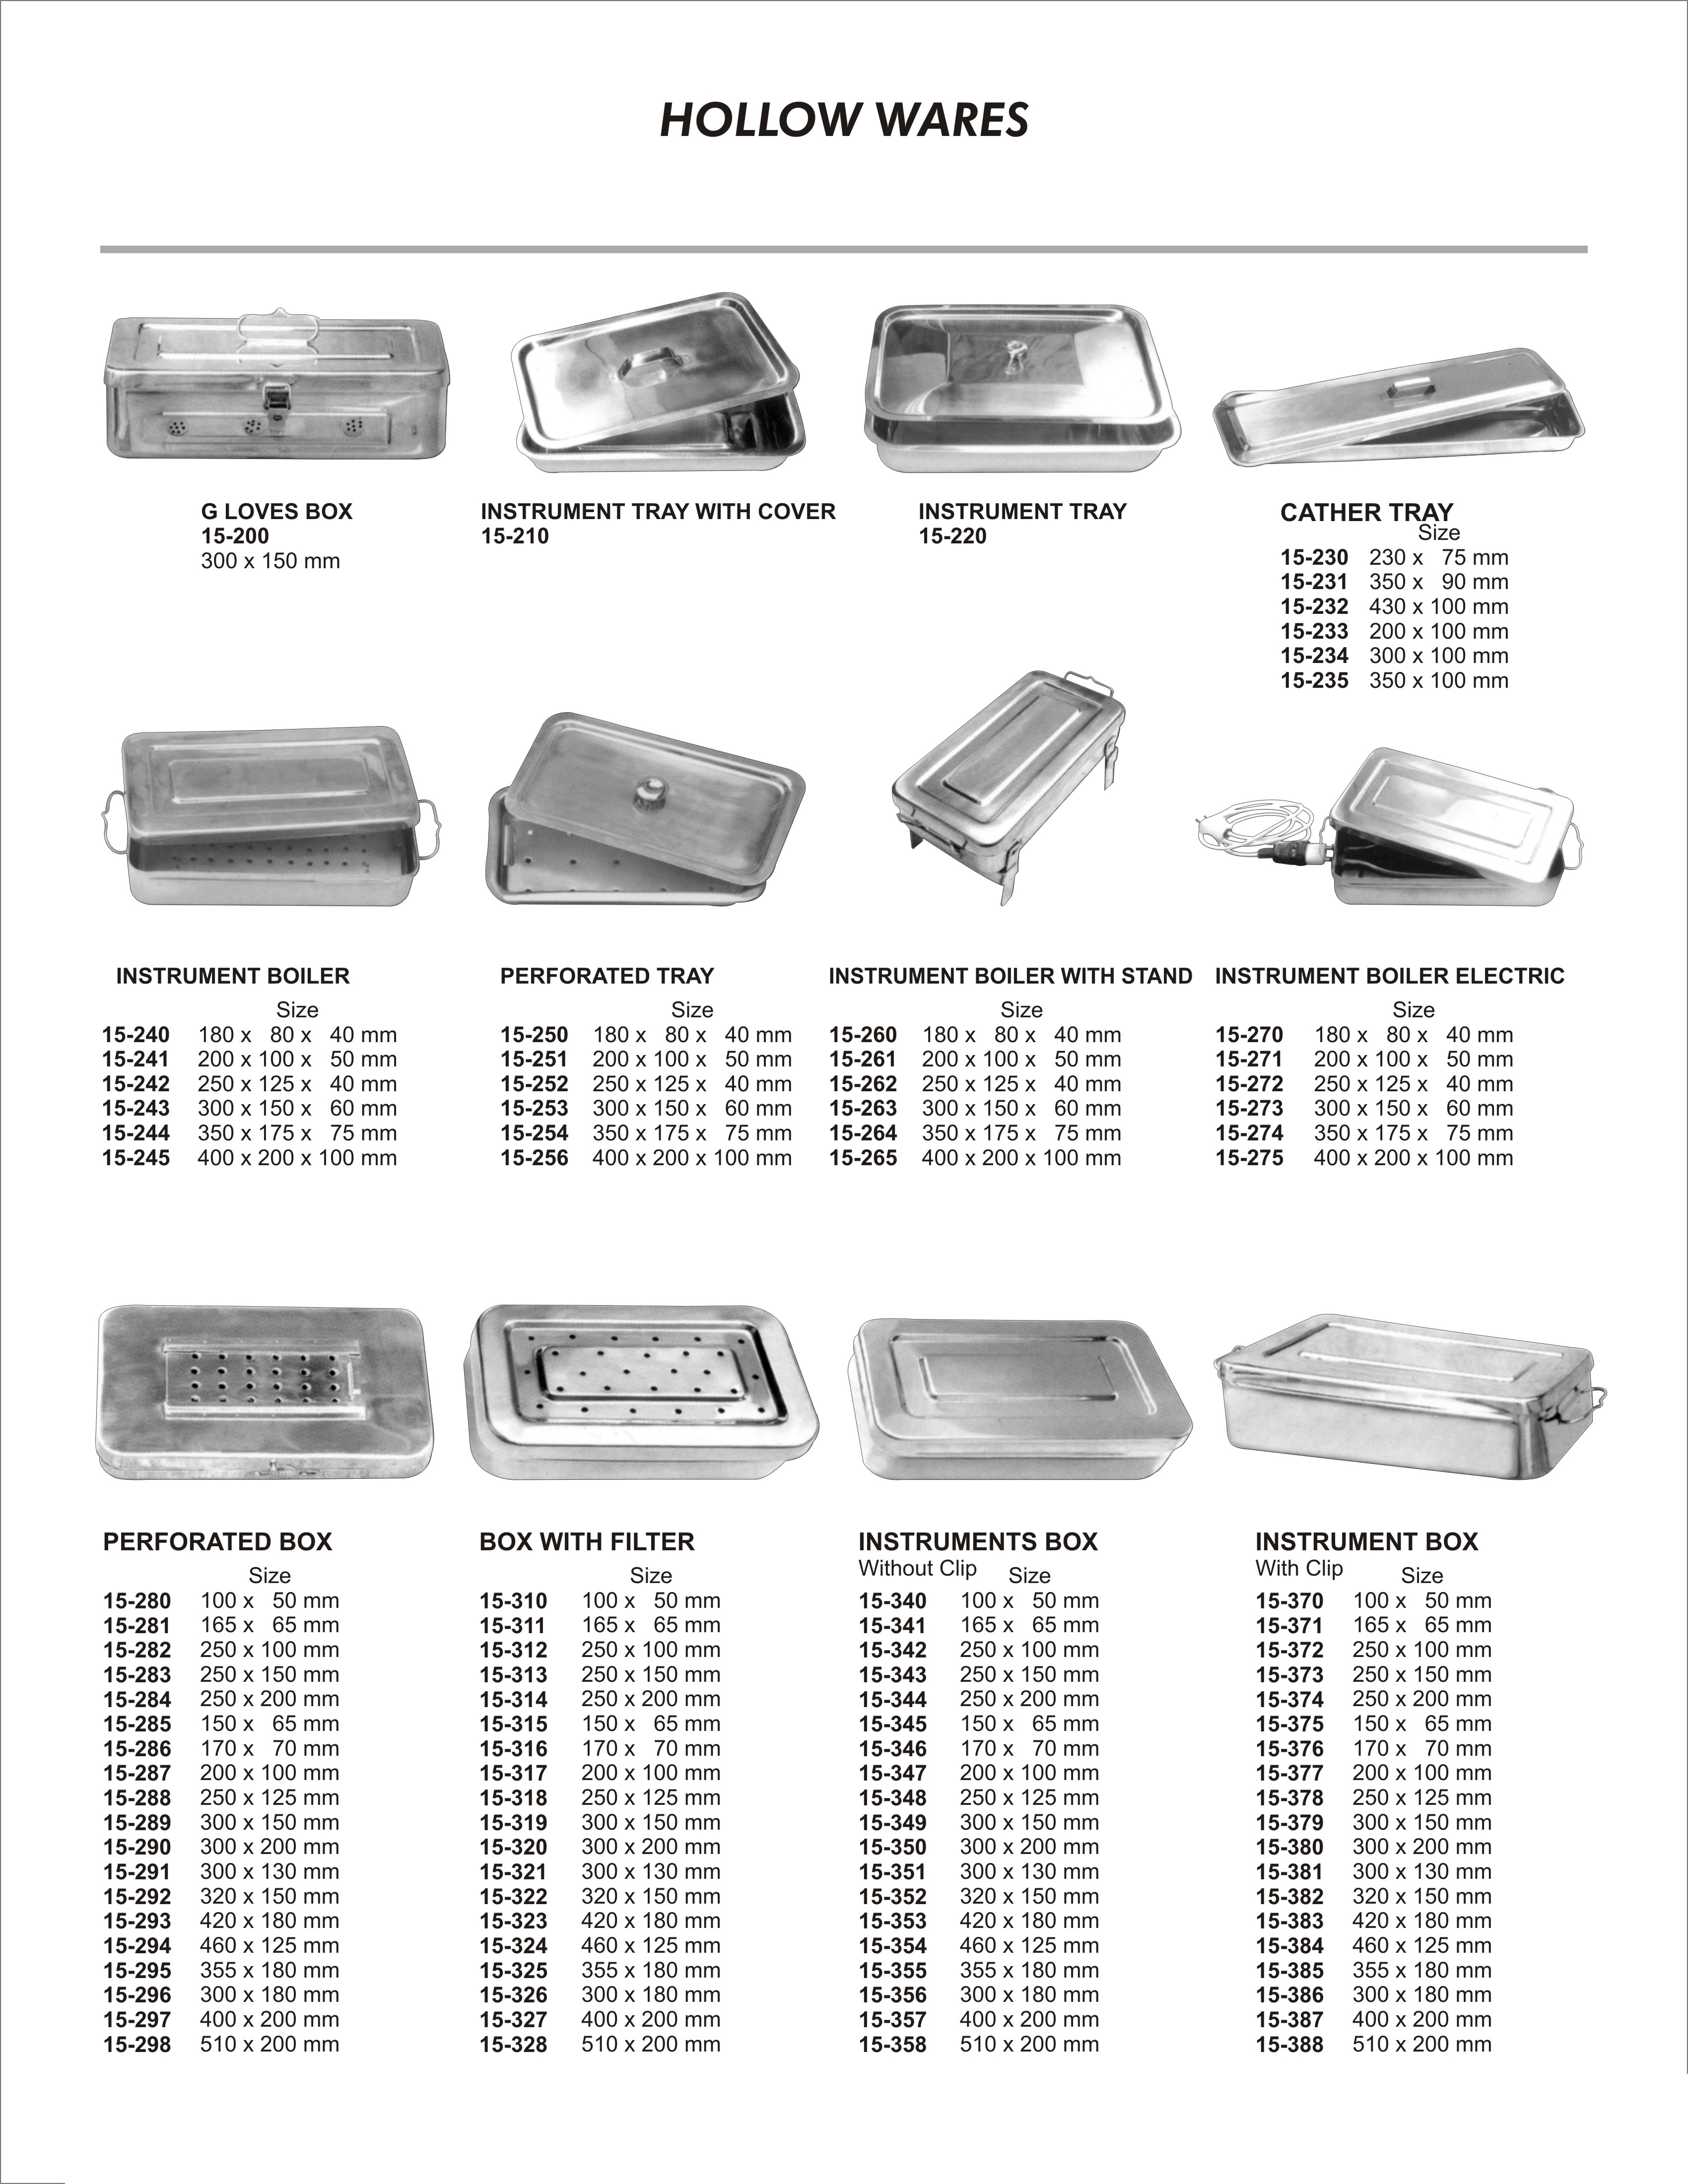 HOLLOW WARES
G LOVES BOX
15-200
300 x 150 mm
INSTRUMENT TRAY WITH COVER
15-210
INSTRUMENT TRAY
15-220
CATHER TRAY
Size
15-230 230 x 75 mm
15-231 350 x 90 mm
15-232 430 x 100 mm
15-233 200 x 100 mm
15-234 300 x 100 mm
15-235 350 x 100 mm
INSTRUMENT BOILER
Size
15-240 180 x 80 x 40 mm
15-241 200 x 100 x 50 mm
15-242 250 x 125 x 40 mm
15-243 300 x 150 x 60 mm
15-244 350 x 175 x 75 mm
15-245 400 x 200 x 100 mm
PERFORATED TRAY
Size
15-250 180 x 80 x 40 mm
15-251 200 x 100 x 50 mm
15-252 250 x 125 x 40 mm
15-253 300 x 150 x 60 mm
15-254 350 x 175 x 75 mm
15-256 400 x 200 x 100 mm
INSTRUMENT BOILER WITH STAND
Size
15-260 180 x 80 x 40 mm
15-261 200 x 100 x 50 mm
15-262 250 x 125 x 40 mm
15-263 300 x 150 x 60 mm
15-264 350 x 175 x 75 mm
15-265 400 x 200 x 100 mm
INSTRUMENT BOILER ELECTRIC
Size
15-270 180 x 80 x 40 mm
15-271 200 x 100 x 50 mm
15-272 250 x 125 x 40 mm
15-273 300 x 150 x 60 mm
15-274 350 x 175 x 75 mm
15-275 400 x 200 x 100 mm
PERFORATED BOX
Size
15-280 100 x 50 mm
15-281 165 x 65 mm
15-282 250 x 100 mm
15-283 250 x 150 mm
15-284 250 x 200 mm
15-285 150 x 65 mm
15-286 170 x 70 mm
15-287 200 x 100 mm
15-288 250 x 125 mm
15-289 300 x 150 mm
15-290 300 x 200 mm
15-291 300 x 130 mm
15-292 320 x 150 mm
15-293 420 x 180 mm
15-294 460 x 125 mm
15-295 355 x 180 mm
15-296 300 x 180 mm
15-297 400 x 200 mm
15-298 510 x 200 mm
BOX WITH FILTER
Size
15-310 100 x 50 mm
15-311 165 x 65 mm
15-312 250 x 100 mm
15-313 250 x 150 mm
15-314 250 x 200 mm
15-315 150 x 65 mm
15-316 170 x 70 mm
15-317 200 x 100 mm
15-318 250 x 125 mm
15-319 300 x 150 mm
15-320 300 x 200 mm
15-321 300 x 130 mm
15-322 320 x 150 mm
15-323 420 x 180 mm
15-324 460 x 125 mm
15-325 355 x 180 mm
15-326 300 x 180 mm
15-327 400 x 200 mm
15-328 510 x 200 mm
INSTRUMENTS BOX
Without Clip Size
15-340 100 x 50 mm
15-341 165 x 65 mm
15-342 250 x 100 mm
15-343 250 x 150 mm
15-344 250 x 200 mm
15-345 150 x 65 mm
15-346 170 x 70 mm
15-347 200 x 100 mm
15-348 250 x 125 mm
15-349 300 x 150 mm
15-350 300 x 200 mm
15-351 300 x 130 mm
15-352 320 x 150 mm
15-353 420 x 180 mm
15-354 460 x 125 mm
15-355 355 x 180 mm
15-356 300 x 180 mm
15-357 400 x 200 mm
15-358 510 x 200 mm
INSTRUMENT BOX
With Clip Size
15-370 100 x 50 mm
15-371 165 x 65 mm
15-372 250 x 100 mm
15-373 250 x 150 mm
15-374 250 x 200 mm
15-375 150 x 65 mm
15-376 170 x 70 mm
15-377 200 x 100 mm
15-378 250 x 125 mm
15-379 300 x 150 mm
15-380 300 x 200 mm
15-381 300 x 130 mm
15-382 320 x 150 mm
15-383 420 x 180 mm
15-384 460 x 125 mm
15-385 355 x 180 mm
15-386 300 x 180 mm
15-387 400 x 200 mm
15-388 510 x 200 mm